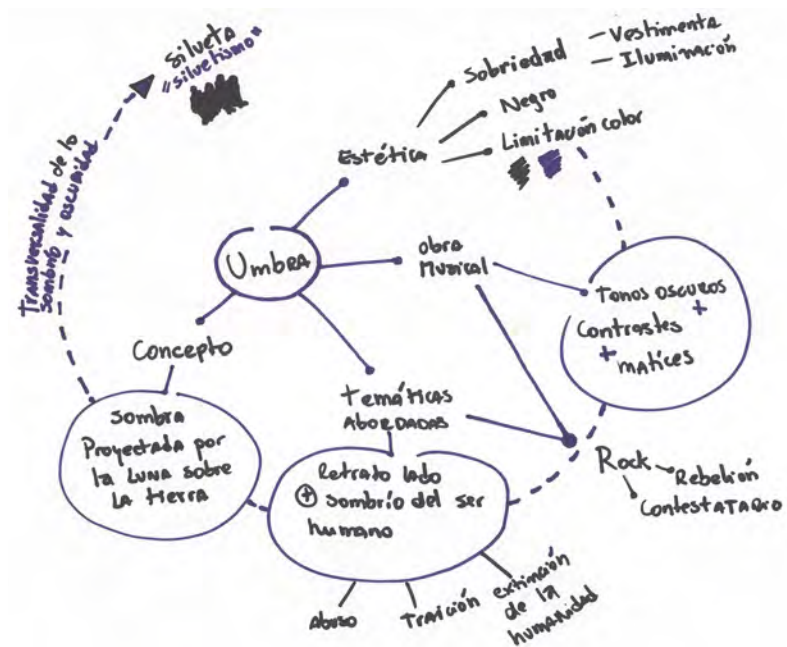 silueta
"siluetismo"
Transversalidad de lo
sombrío y oscuridad
Estética
Sobriedad
– Vestimenta
– Iluminación
Negro
Limitación color
Umbra
Obra
Musical
Tonos oscuros
+
Contrastes
+ matices
Concepto
Sombra
Proyectada por
la Luna sobre
la tierra
Temáticas
Abordadas
Retrato lado
⊕ sombrío del ser
humano
Abuso
Traición
extinción
de la
humanidad
Rock
Rebelión
Contestatario